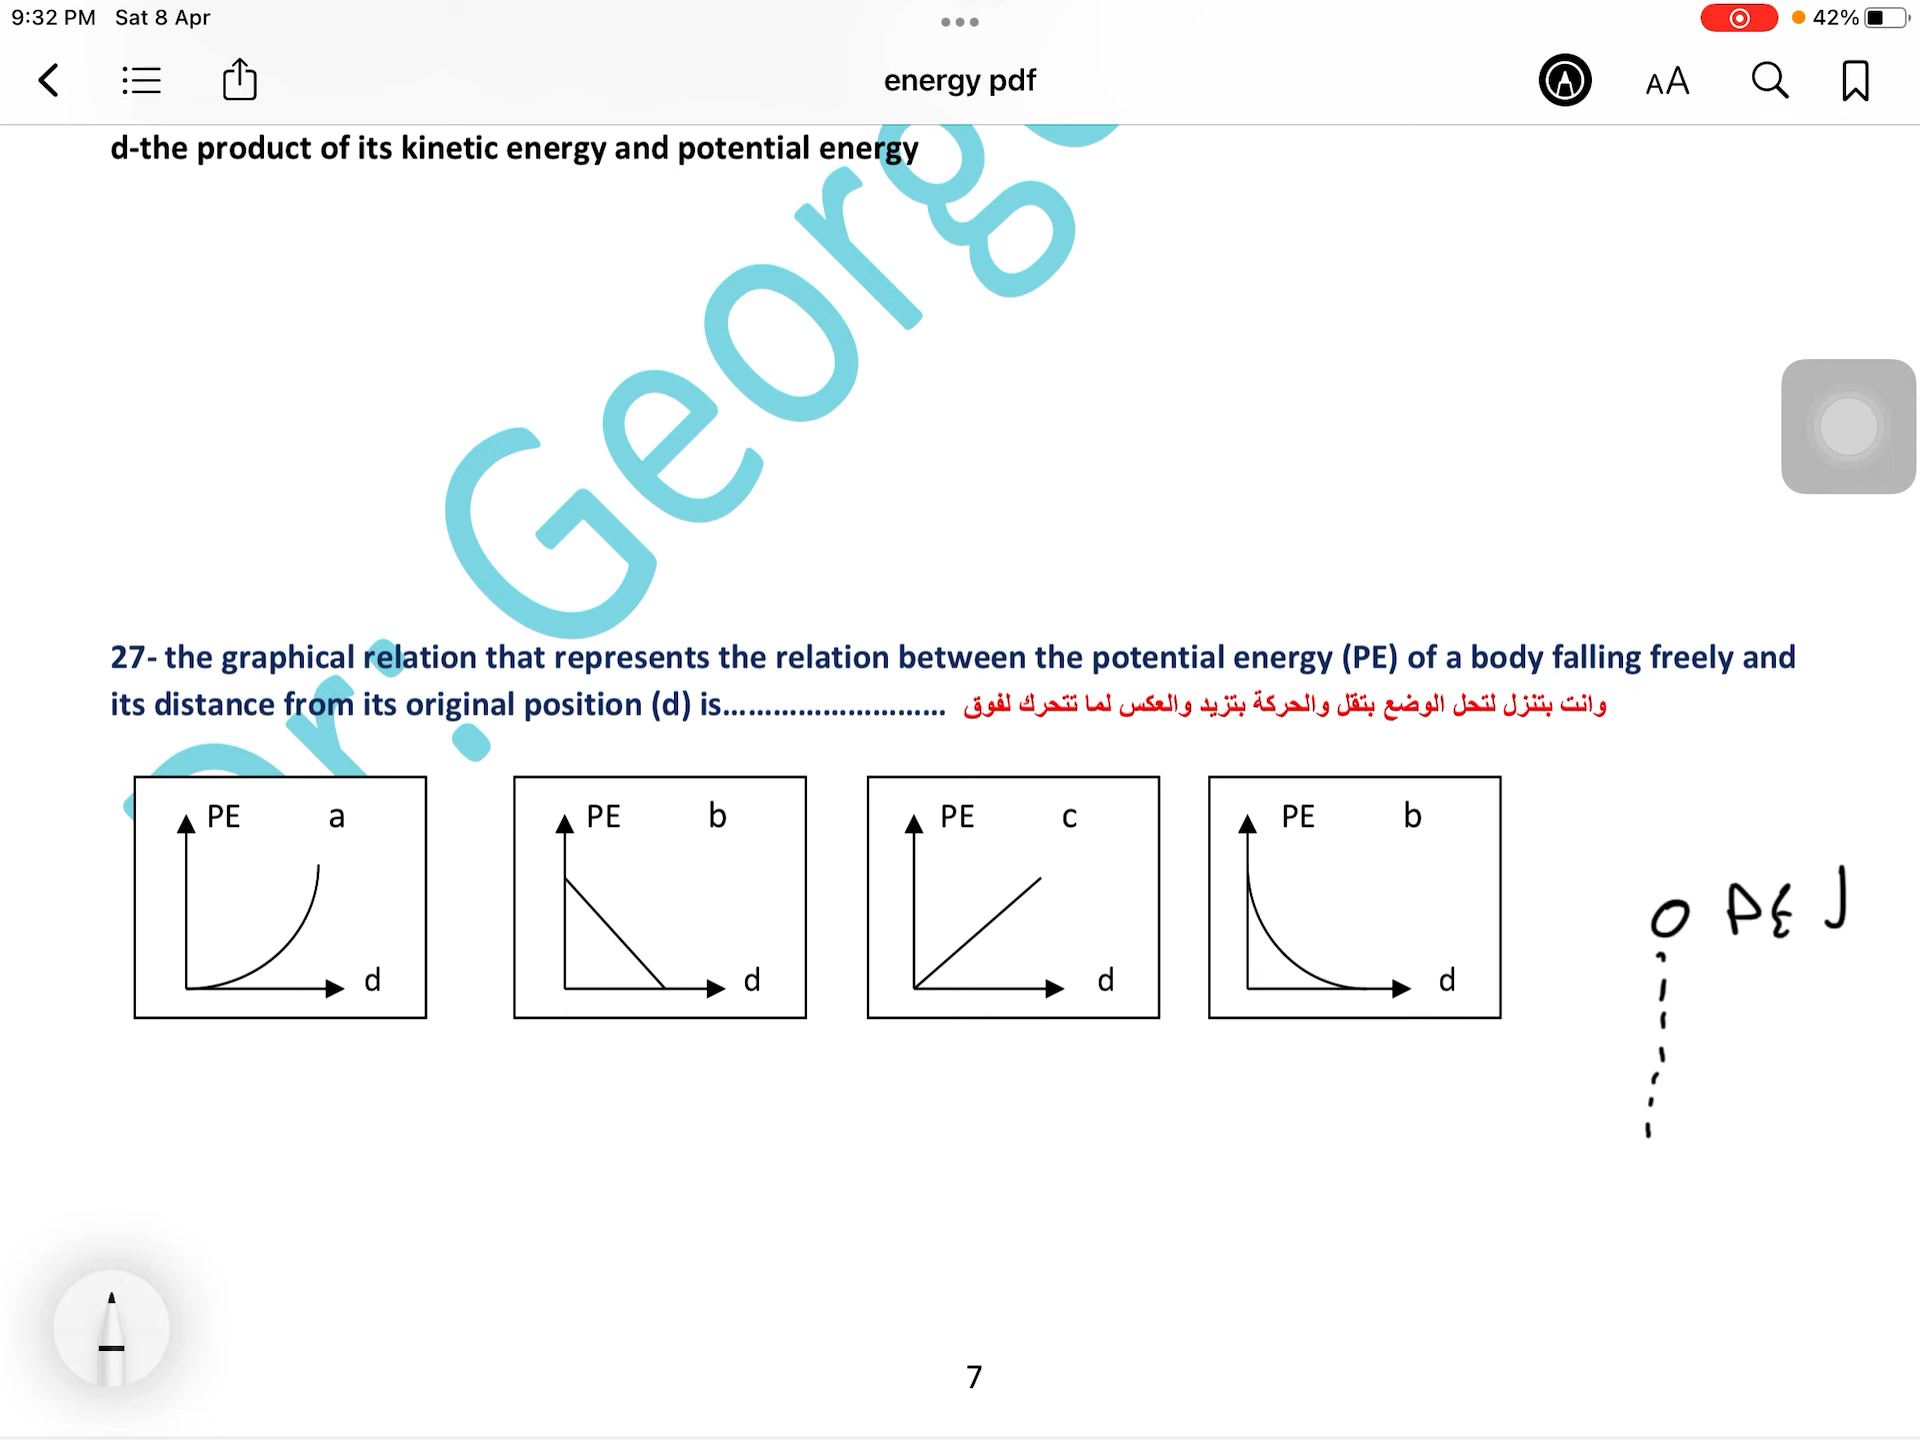 9:32 PM Sat 8 Apr
42%
energy pdf
d-the product of its kinetic energy and potential energy
Dr: George
27- the graphical relation that represents the relation between the potential energy (PE) of a body falling freely and
its distance from its original position (d) is.......................... وانت بتنزل لتحل الوضع بتقل والحركة بتزيد والعكس لما تتحرك لفوق
PE a
d
PE b
d
PE c
d
PE b
d
PE
7